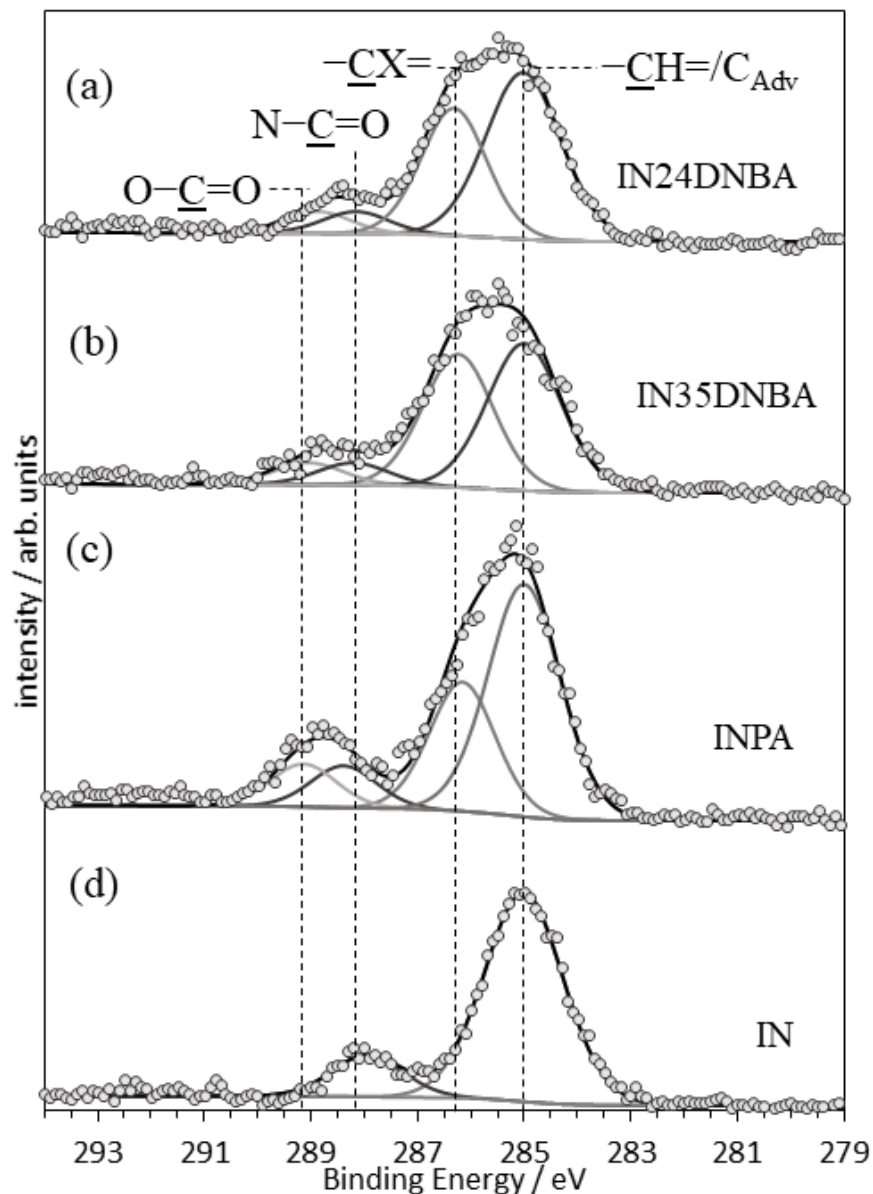 (a)
−CX=
−CH=/C_Adv
N−C=O
O−C=O
IN24DNBA
(b)
IN35DNBA
(c)
INPA
(d)
IN
intensity / arb. units
293 291 289 287 285 283 281 279
Binding Energy / eV